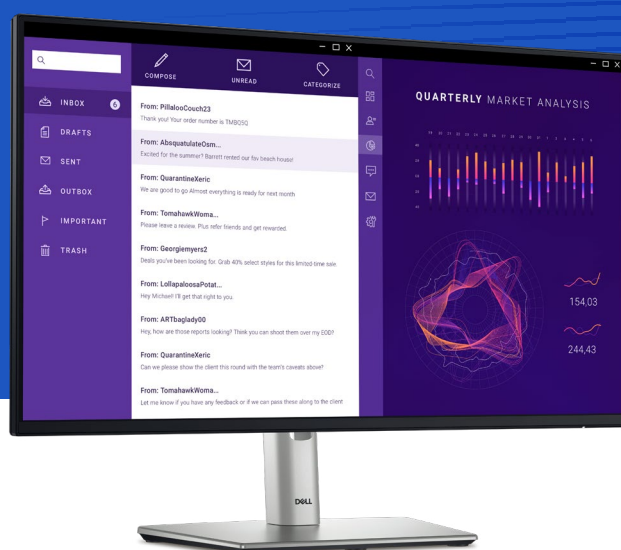 COMPOSE
UNREAD
CATEGORIZE
INBOX 6
DRAFTS
SENT
OUTBOX
IMPORTANT
TRASH
From: PillalooCouch23
Thank you! Your order number is TMBQ5Q
From: AbsquatulateOsm...
Excited for the summer? Barrett rented our fav beach house!
From: QuarantineXeric
We are good to go Almost everything is ready for next month
From: TomahawkWoma...
Please leave a review. Plus refer friends and get rewarded.
From: Georgiemyers2
Deals you've been looking for. Grab 40% select styles for this limited-time sale.
From: LollapaloosaPotat...
Hey Michael! I'll get that right to you.
From: ARTbaglady00
Hey, how are those reports looking? Think you can shoot them over my EOD?
From: QuarantineXeric
Can we please show the client this round with the team's caveats above?
From: TomahawkWoma...
Let me know if you have any feedback or if we can pass these along to the client
QUARTERLY MARKET ANALYSIS
154,03
244,43
DELL